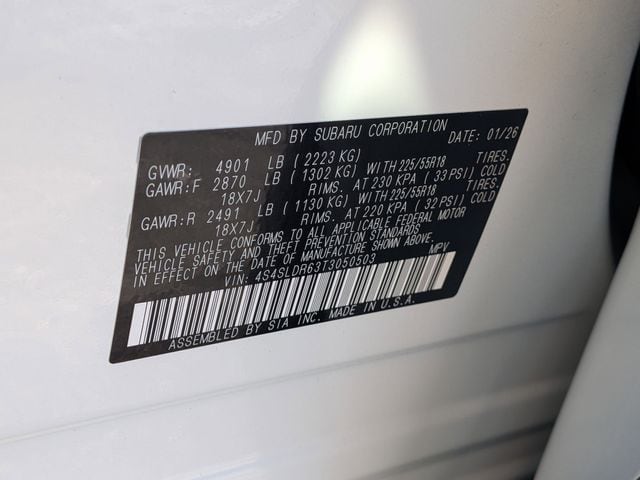 MFD BY SUBARU CORPORATION DATE: 01/26
GVWR: 4901 LB ( 2223 KG)
GAWR:F 2870 LB ( 1302 KG) WITH 225/55R18 TIRES.
18X7J RIMS. AT 230 KPA ( 33 PSI) COLD
GAWR:R 2491 LB ( 1130 KG) WITH 225/55R18 TIRES.
18X7J RIMS. AT 220 KPA ( 32 PSI) COLD
THIS VEHICLE CONFORMS TO ALL APPLICABLE FEDERAL MOTOR
VEHICLE SAFETY AND THEFT PREVENTION STANDARDS
IN EFFECT ON THE DATE OF MANUFACTURE SHOWN ABOVE.
VIN: 4S4SLDR63T3050503 MPV
ASSEMBLED BY SIA INC. MADE IN U.S.A.